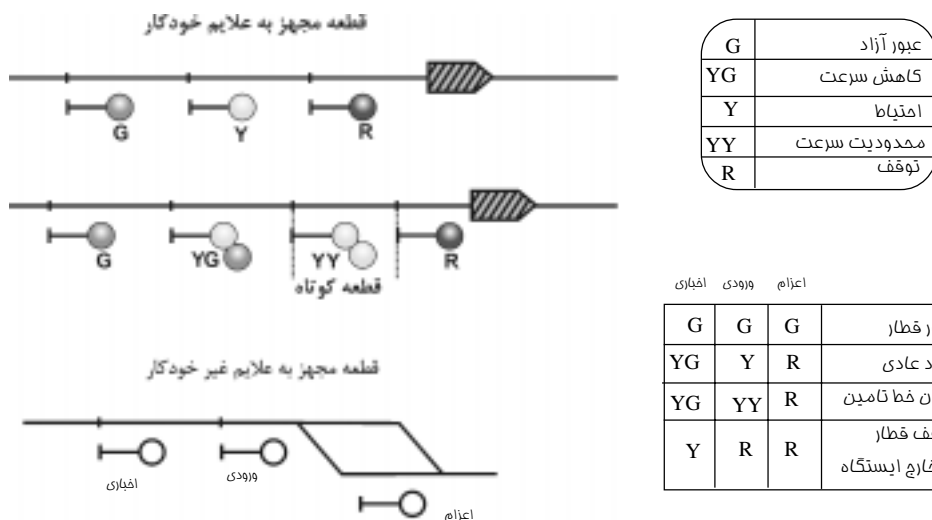 قطعه مجهز به علایم خودکار
G Y R
G YG YY R
قطعه کوتاه
قطعه مجهز به علایم غیر خودکار
اخباری
ورودی
اعزام
G عبور آزاد
YG کاهش سرعت
Y احتیاط
YY محدودیت سرعت
R توقف
اخباری ورودی اعزام
G G G قطار
YG Y R عادی
YG YY R خط تامین
Y R R قطار
ایستگاه